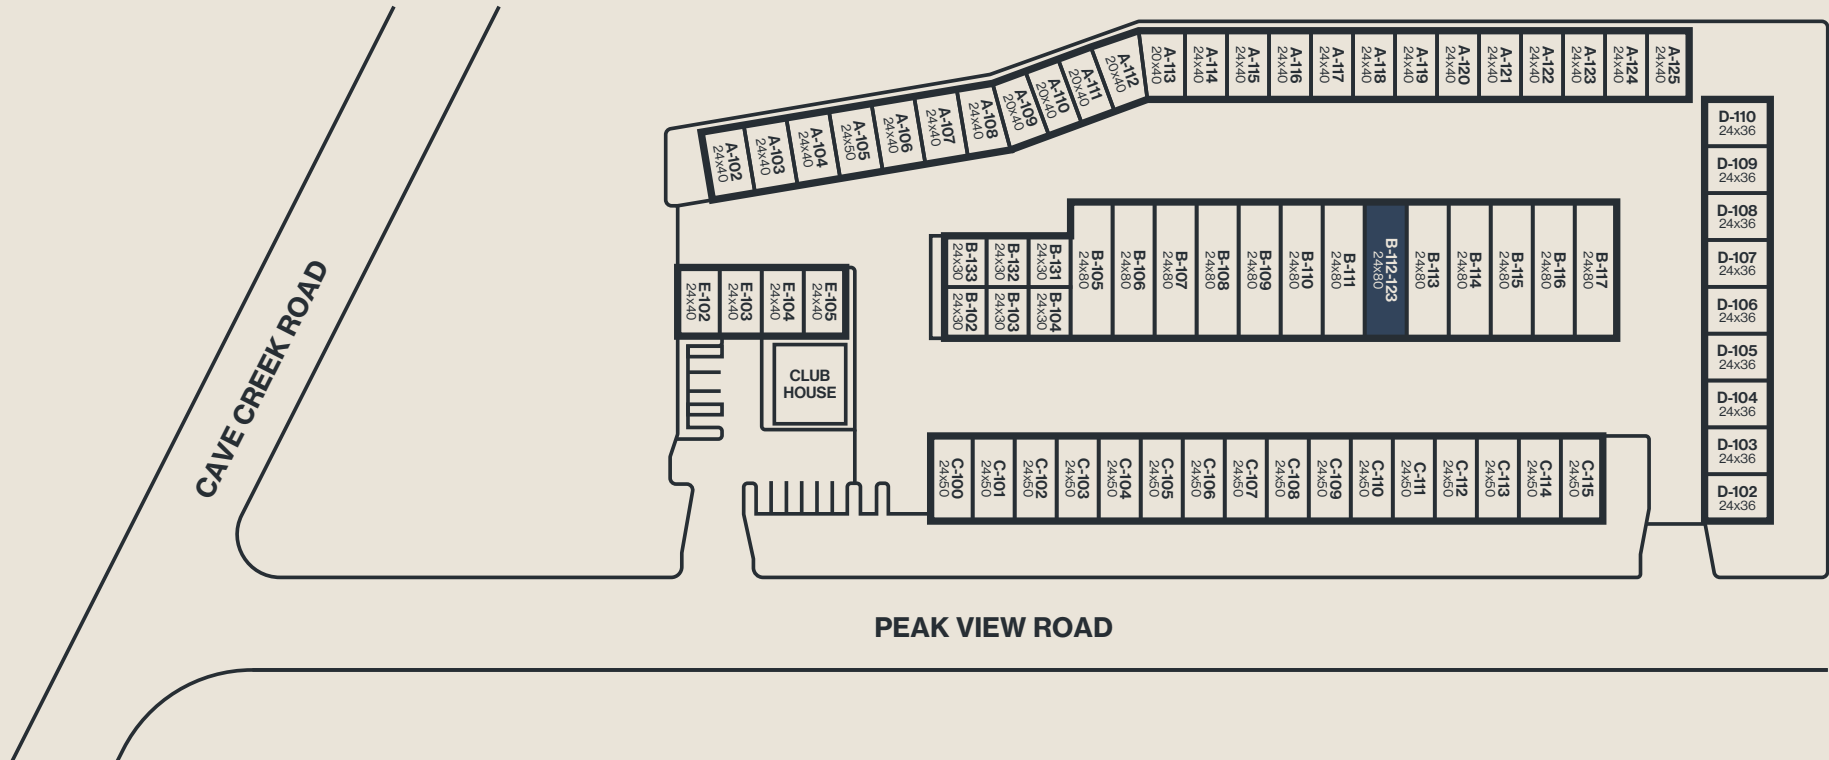 A-102
24x40
A-103
24x40
A-104
24x40
A-105
24x50
A-106
24x40
A-107
24x40
A-108
24x40
A-109
20x40
A-110
20x40
A-111
20x40
A-112
20x40
A-113
20x40
A-114
24x40
A-115
24x40
A-116
24x40
A-117
24x40
A-118
24x40
A-119
24x40
A-120
24x40
A-121
24x40
A-122
24x40
A-123
24x40
A-124
24x40
A-125
24x40
D-110
24x36
D-109
24x36
D-108
24x36
D-107
24x36
D-106
24x36
D-105
24x36
D-104
24x36
D-103
24x36
D-102
24x36
B-133
24x30
B-132
24x30
B-131
24x30
B-102
24x30
B-103
24x30
B-104
24x30
B-105
24x80
B-106
24x80
B-107
24x80
B-108
24x80
B-109
24x80
B-110
24x80
B-111
24x80
B-112-123
24x80
B-113
24x80
B-114
24x80
B-115
24x80
B-116
24x80
B-117
24x80
E-102
24x40
E-103
24x40
E-104
24x40
E-105
24x40
CLUB
HOUSE
C-100
24x50
C-101
24x50
C-102
24x50
C-103
24x50
C-104
24x50
C-105
24x50
C-106
24x50
C-107
24x50
C-108
24x50
C-109
24x50
C-110
24x50
C-111
24x50
C-112
24x50
C-113
24x50
C-114
24x50
C-115
24x50
CAVE CREEK ROAD
PEAK VIEW ROAD